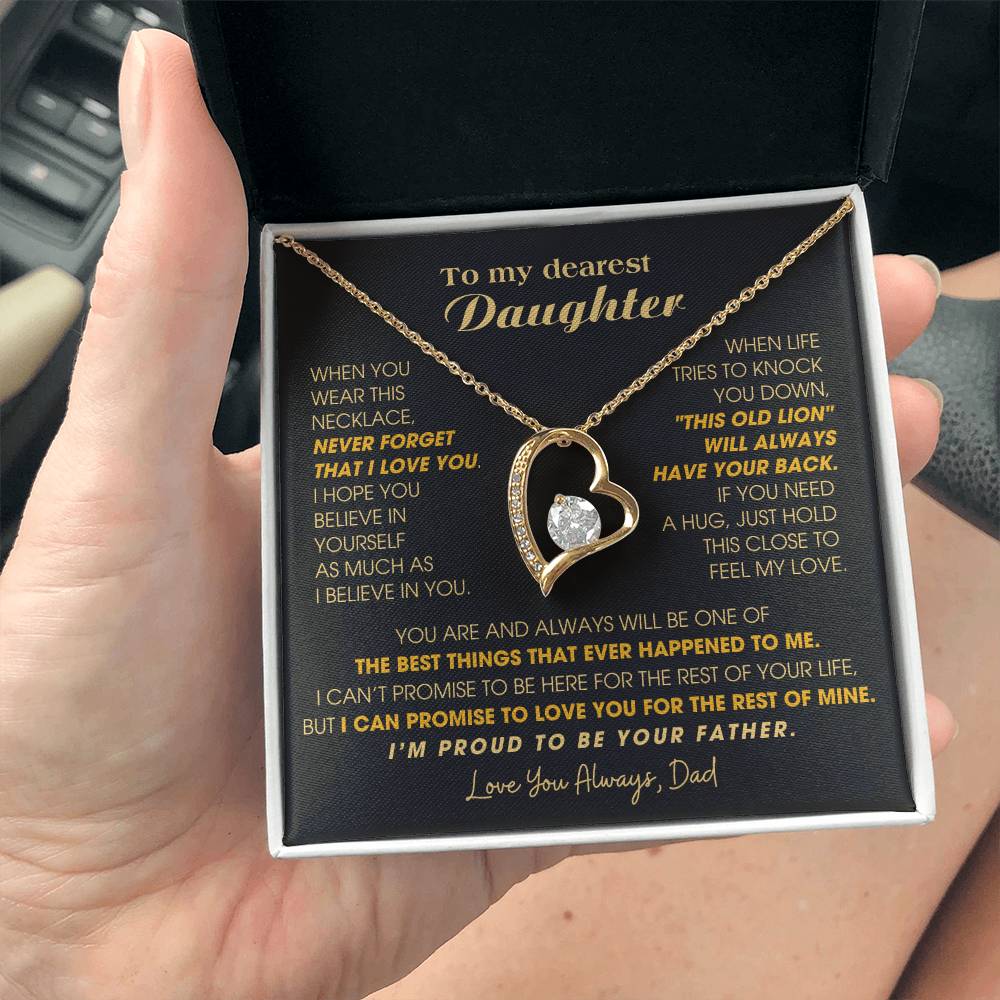 To my dearest
Daughter
WHEN YOU
WEAR THIS
NECKLACE,
NEVER FORGET
THAT I LOVE YOU.
I HOPE YOU
BELIEVE IN
YOURSELF
AS MUCH AS
I BELIEVE IN YOU.
WHEN LIFE
TRIES TO KNOCK
YOU DOWN,
"THIS OLD LION"
WILL ALWAYS
HAVE YOUR BACK.
IF YOU NEED
A HUG, JUST HOLD
THIS CLOSE TO
FEEL MY LOVE.
YOU ARE AND ALWAYS WILL BE ONE OF
THE BEST THINGS THAT EVER HAPPENED TO ME.
I CAN'T PROMISE TO BE HERE FOR THE REST OF YOUR LIFE,
BUT I CAN PROMISE TO LOVE YOU FOR THE REST OF MINE.
I'M PROUD TO BE YOUR FATHER.
Love You Always, Dad